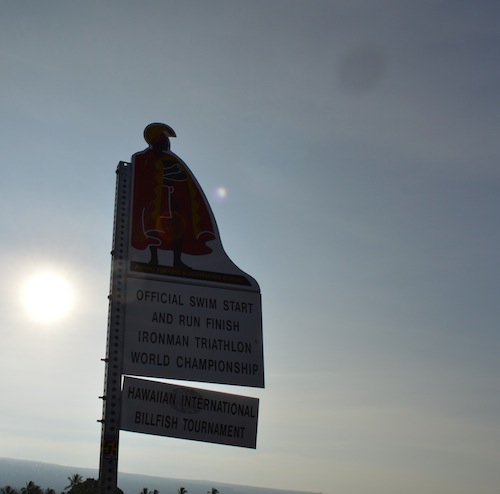 OFFICIAL SWIM START
AND RUN FINISH
IRONMAN TRIATHLON
WORLD CHAMPIONSHIP
HAWAIIAN INTERNATIONAL
BILLFISH TOURNAMENT